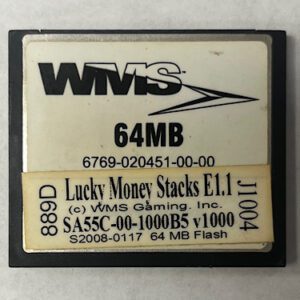 WMS
64MB
6769-020451-00-00
889D
Lucky Money Stacks E1.1
(c) WMS Gaming, Inc.
SA55C-00-1000B5 v1000
S2008-0117 64 MB Flash
J1004